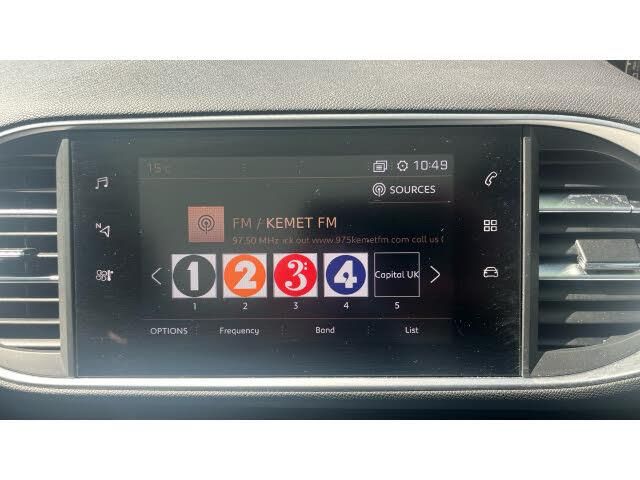 15°C 10:49
SOURCES
FM / KEMET FM
97.50 MHz ick out www.975kemetfm.com call us
1 2 3 4 Capital UK
1 2 3 4 5
OPTIONS Frequency Band List
N